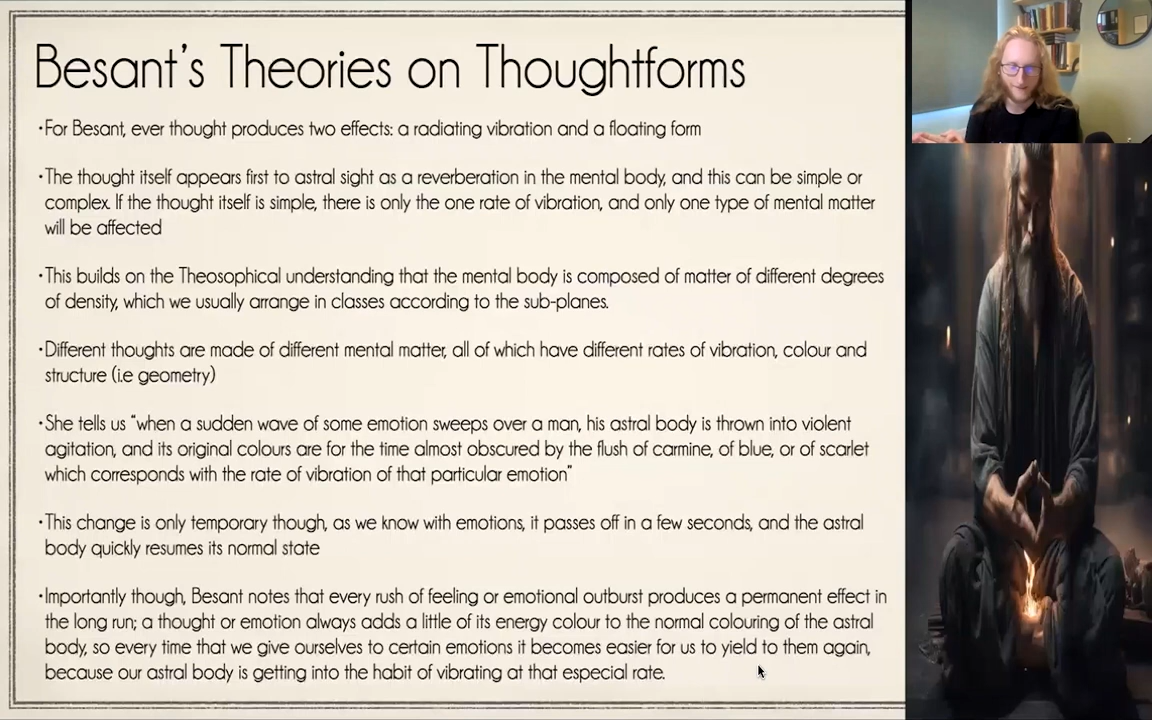 Besant's Theories on Thoughtforms
•For Besant, ever thought produces two effects: a radiating vibration and a floating form
•The thought itself appears first to astral sight as a reverberation in the mental body, and this can be simple or
complex. If the thought itself is simple, there is only the one rate of vibration, and only one type of mental matter
will be affected
•This builds on the Theosophical understanding that the mental body is composed of matter of different degrees
of density, which we usually arrange in classes according to the sub-planes.
•Different thoughts are made of different mental matter, all of which have different rates of vibration, colour and
structure (i.e geometry)
•She tells us "when a sudden wave of some emotion sweeps over a man, his astral body is thrown into violent
agitation, and its original colours are for the time almost obscured by the flush of carmine, of blue, or of scarlet
which corresponds with the rate of vibration of that particular emotion"
•This change is only temporary though, as we know with emotions, it passes off in a few seconds, and the astral
body quickly resumes its normal state
•Importantly though, Besant notes that every rush of feeling or emotional outburst produces a permanent effect in
the long run; a thought or emotion always adds a little of its energy colour to the normal colouring of the astral
body, so every time that we give ourselves to certain emotions it becomes easier for us to yield to them again,
because our astral body is getting into the habit of vibrating at that especial rate.